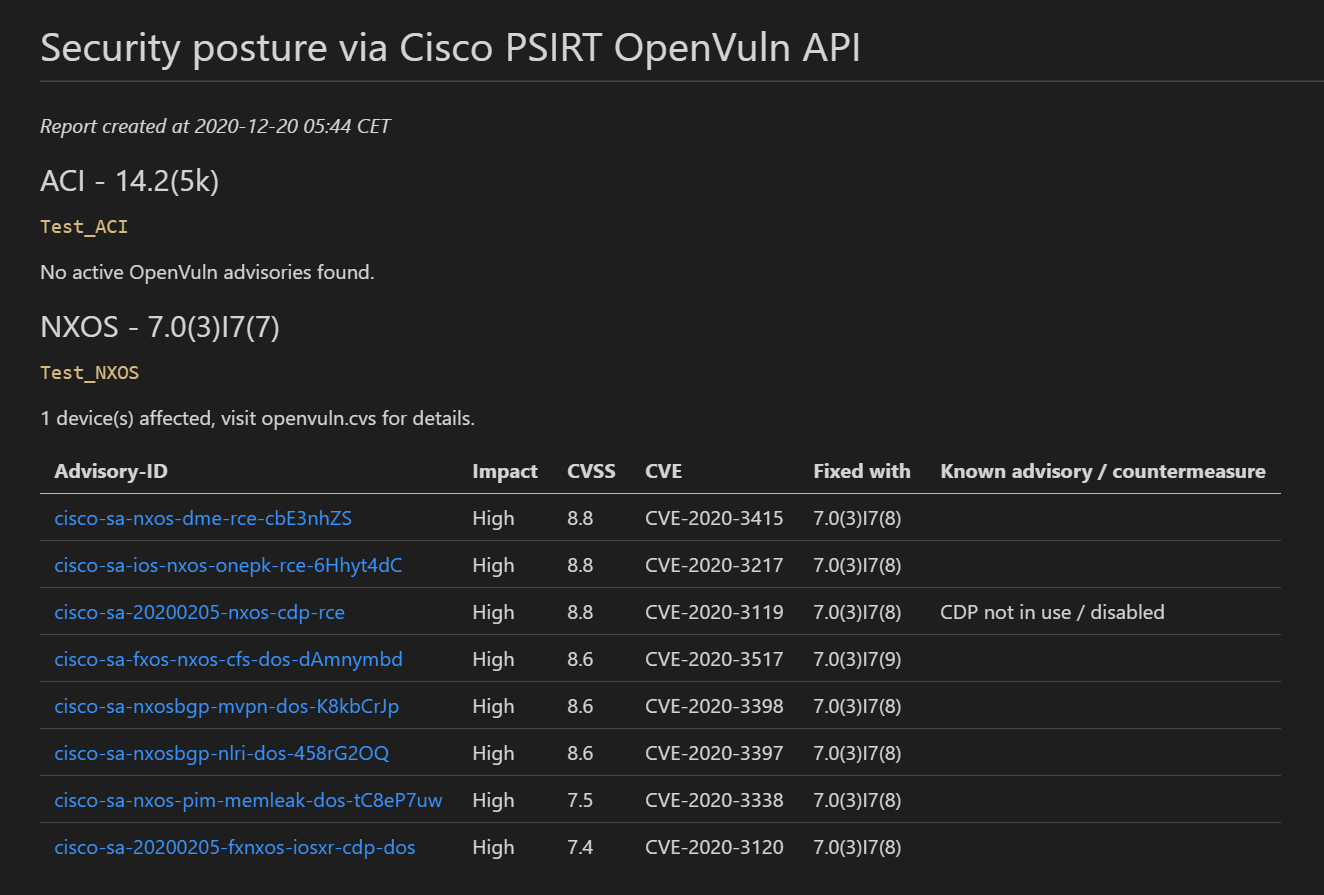 Security posture via Cisco PSIRT OpenVuln API
Report created at 2020-12-20 05:44 CET
ACI - 14.2(5k)
Test_ACI
No active OpenVuln advisories found.
NXOS - 7.0(3)I7(7)
Test_NXOS
1 device(s) affected, visit openvuln.cvs for details.
Advisory-ID Impact CVSS CVE Fixed with Known advisory / countermeasure
cisco-sa-nxos-dme-rce-cbE3nhZS High 8.8 CVE-2020-3415 7.0(3)I7(8)
cisco-sa-ios-nxos-onepk-rce-6Hhyt4dC High 8.8 CVE-2020-3217 7.0(3)I7(8)
cisco-sa-20200205-nxos-cdp-rce High 8.8 CVE-2020-3119 7.0(3)I7(8) CDP not in use / disabled
cisco-sa-fxos-nxos-cfs-dos-dAmnymbd High 8.6 CVE-2020-3517 7.0(3)I7(9)
cisco-sa-nxosbgp-mvpn-dos-K8kbCrJp High 8.6 CVE-2020-3398 7.0(3)I7(8)
cisco-sa-nxosbgp-nlri-dos-458rG2OQ High 8.6 CVE-2020-3397 7.0(3)I7(8)
cisco-sa-nxos-pim-memleak-dos-tC8eP7uw High 7.5 CVE-2020-3338 7.0(3)I7(8)
cisco-sa-20200205-fxnxos-iosxr-cdp-dos High 7.4 CVE-2020-3120 7.0(3)I7(8)